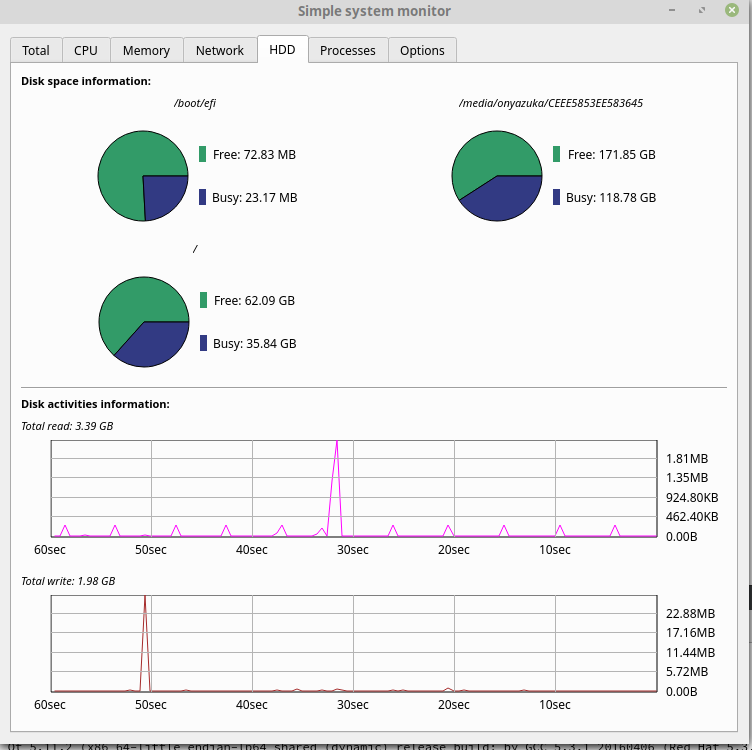 Simple system monitor
Total CPU Memory Network HDD Processes Options
Disk space information:
/boot/efi
Free: 72.83 MB
Busy: 23.17 MB
/media/onyazuka/CEEE5853EE583645
Free: 171.85 GB
Busy: 118.78 GB
/
Free: 62.09 GB
Busy: 35.84 GB
Disk activities information:
Total read: 3.39 GB
1.81MB
1.35MB
924.80KB
462.40KB
0.00B
60sec 50sec 40sec 30sec 20sec 10sec
Total write: 1.98 GB
22.88MB
17.16MB
11.44MB
5.72MB
0.00B
60sec 50sec 40sec 30sec 20sec 10sec
5.11.2 (x86_64-little_endian-lp64 shared (dynamic) release build; by GCC 5.3.1 20160406 (Red Hat 5.3